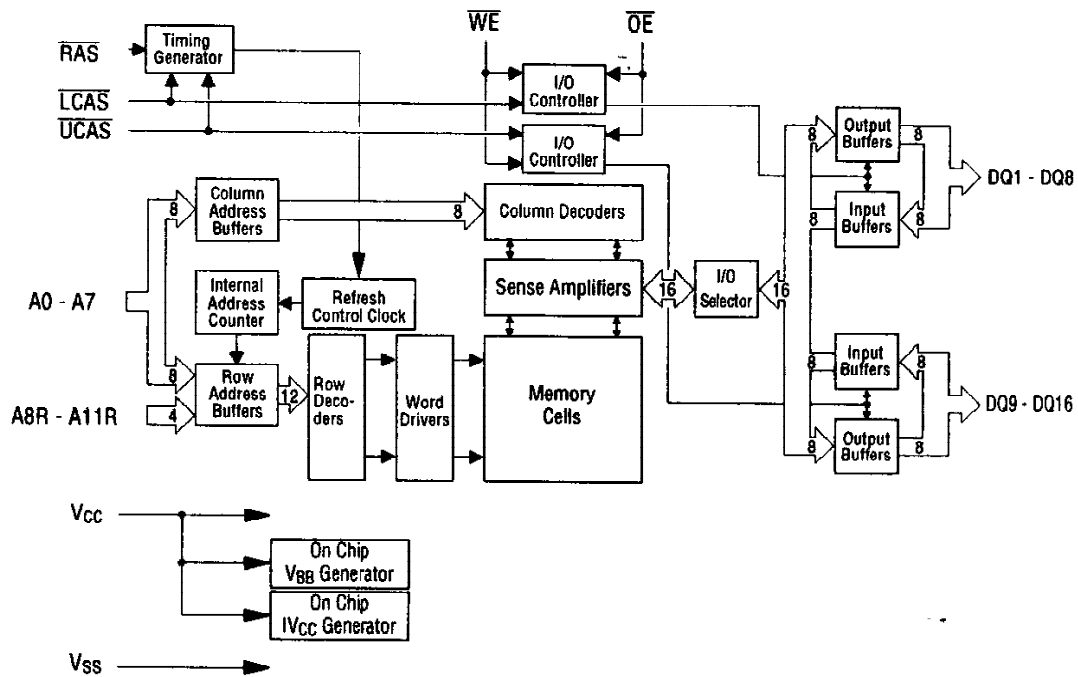 WE
OE
RAS
Timing
Generator
LCAS
UCAS
I/O
Controller
I/O
Controller
8
Output
Buffers
8
DQ1 - DQ8
8
Input
Buffers
8
8
Column
Address
Buffers
8
Column Decoders
A0 - A7
Internal
Address
Counter
Refresh
Control Clock
Sense Amplifiers
16
I/O
Selector
16
8
Row
Address
Buffers
12
A8R - A11R
4
Row
Deco-
ders
Word
Drivers
Memory
Cells
8
Input
Buffers
8
DQ9 - DQ16
8
Output
Buffers
8
VCC
On Chip
VBB Generator
On Chip
IVCC Generator
VSS